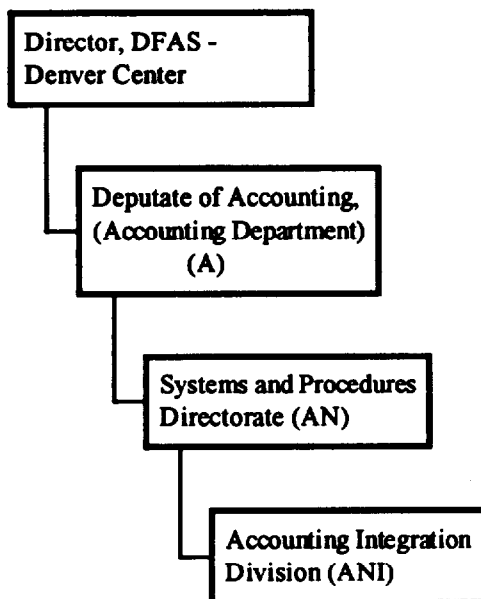 Director, DFAS -
Denver Center
Deputate of Accounting,
(Accounting Department)
(A)
Systems and Procedures
Directorate (AN)
Accounting Integration
Division (ANI)